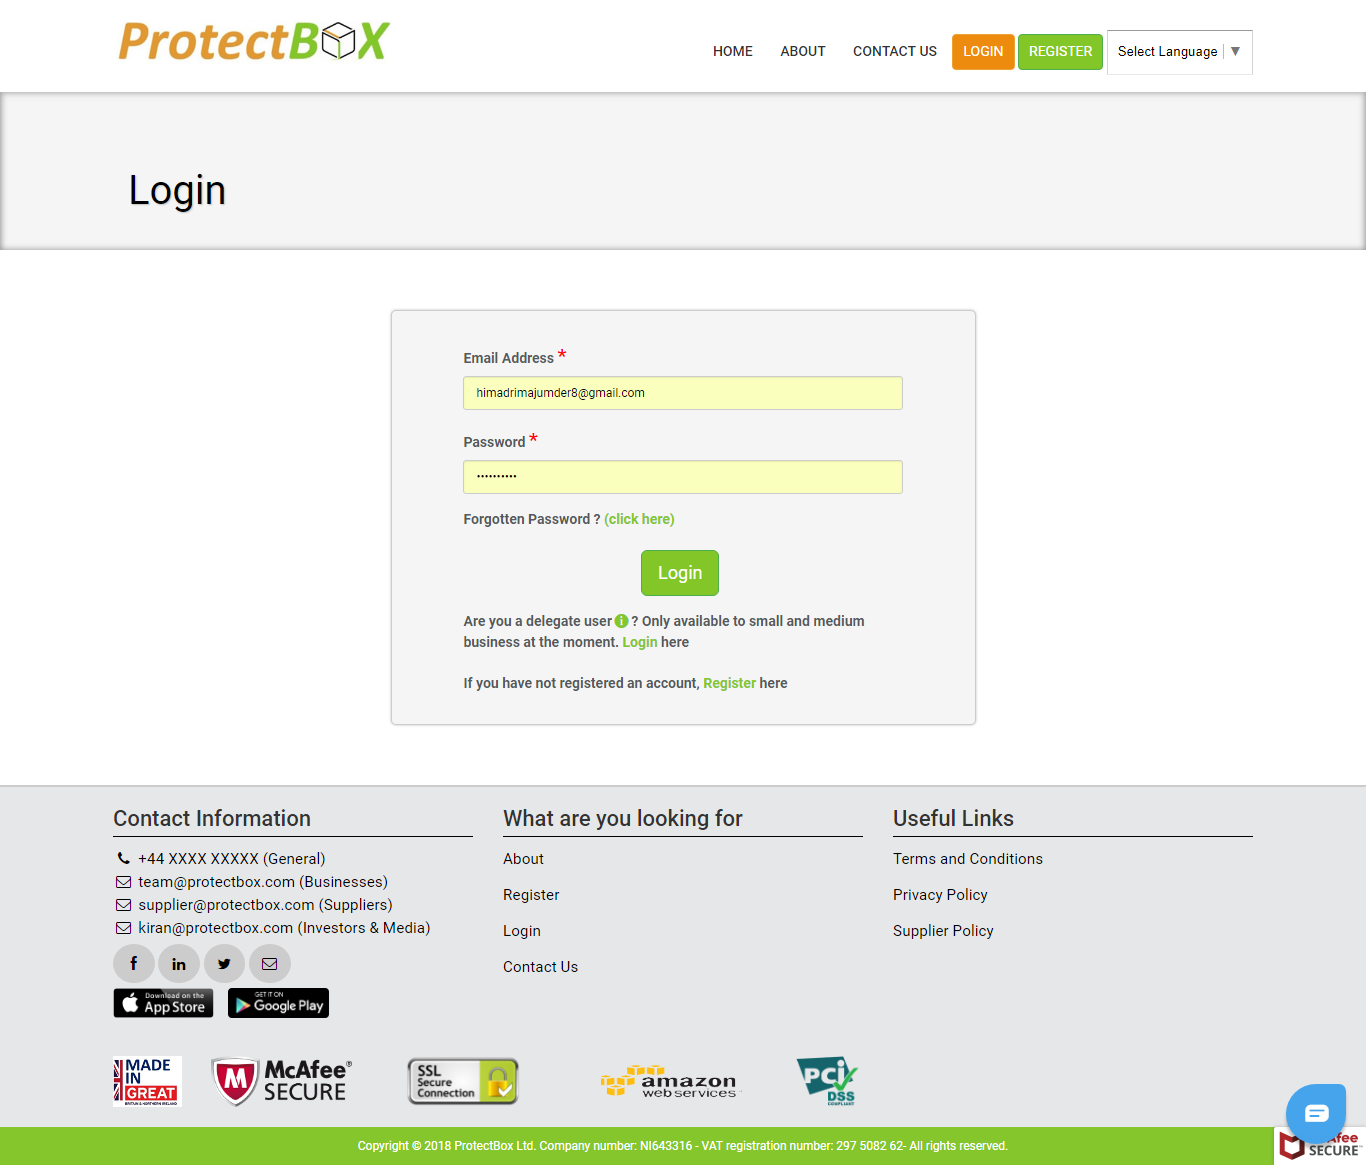 ProtectBOX
HOME ABOUT CONTACT US LOGIN REGISTER Select Language ▼
Login
Email Address *
himadrimajumder8@gmail.com
Password *
••••••••••
Forgotten Password ? (click here)
Login
Are you a delegate user i ? Only available to small and medium
business at the moment. Login here
If you have not registered an account, Register here
Contact Information
+44 XXXX XXXXX (General)
team@protectbox.com (Businesses)
supplier@protectbox.com (Suppliers)
kiran@protectbox.com (Investors & Media)
Download on the
App Store
GET IT ON
Google Play
What are you looking for
About
Register
Login
Contact Us
Useful Links
Terms and Conditions
Privacy Policy
Supplier Policy
MADE
IN
GREAT
BRITAIN & NORTHERN IRELAND
McAfee®
SECURE
SSL
Secure
Connection
amazon
webservices™
PCI
DSS
COMPLIANT
Copyright © 2018 ProtectBox Ltd. Company number: NI643316 - VAT registration number: 297 5082 62- All rights reserved.
SECURE™